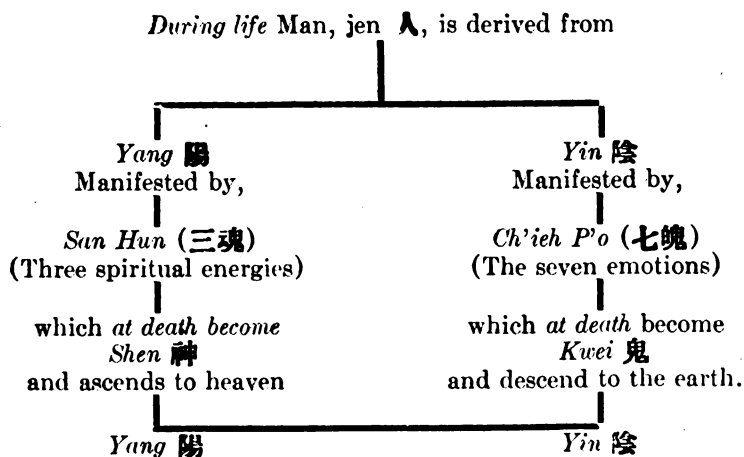 During life Man, jen 人, is derived from
Yang 陽
Manifested by,
San Hun (三魂)
(Three spiritual energies)
which at death become
Shen 神
and ascends to heaven
Yang 陽
Yin 陰
Manifested by,
Ch'ieh P'o (七魄)
(The seven emotions)
which at death become
Kwei 鬼
and descend to the earth.
Yin 陰